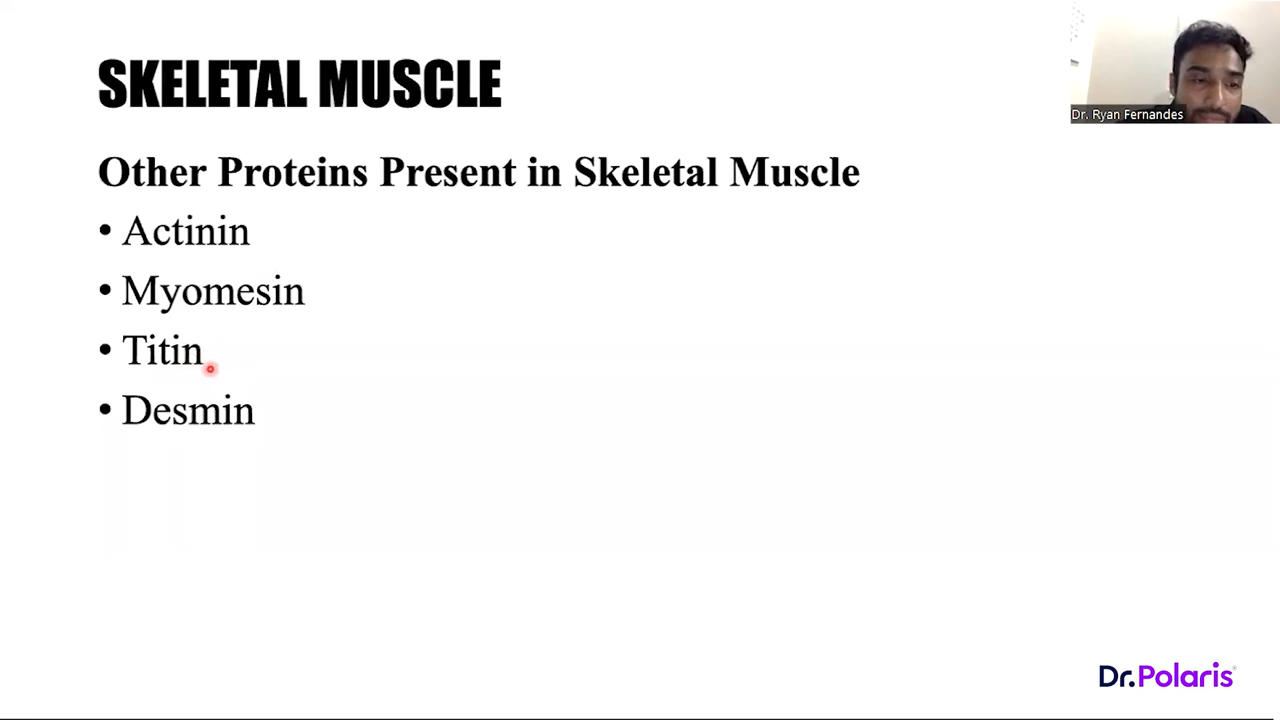 SKELETAL MUSCLE
Dr. Ryan Fernandes
Other Proteins Present in Skeletal Muscle
• Actinin
• Myomesin
• Titin
• Desmin
Dr.Polaris®